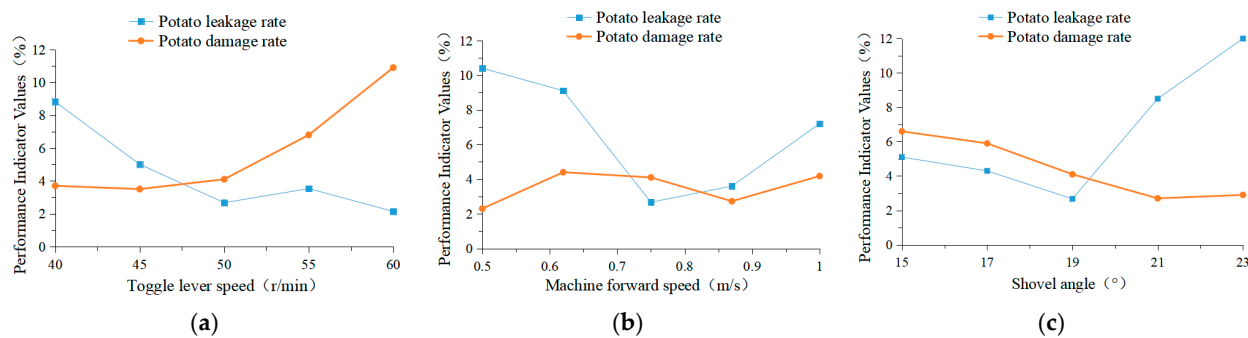 Potato leakage rate
Potato damage rate
Performance Indicator Values（%）
12
10
8
6
4
2
0
40
45
50
55
60
Toggle lever speed（r/min）
(a)
Potato leakage rate
Potato damage rate
Performance Indicator Values（%）
12
10
8
6
4
2
0
0.5
0.6
0.7
0.8
0.9
1
Machine forward speed（m/s）
(b)
Potato leakage rate
Potato damage rate
Performance Indicator Values（%）
12
10
8
6
4
2
0
15
17
19
21
23
Shovel angle（°）
(c)